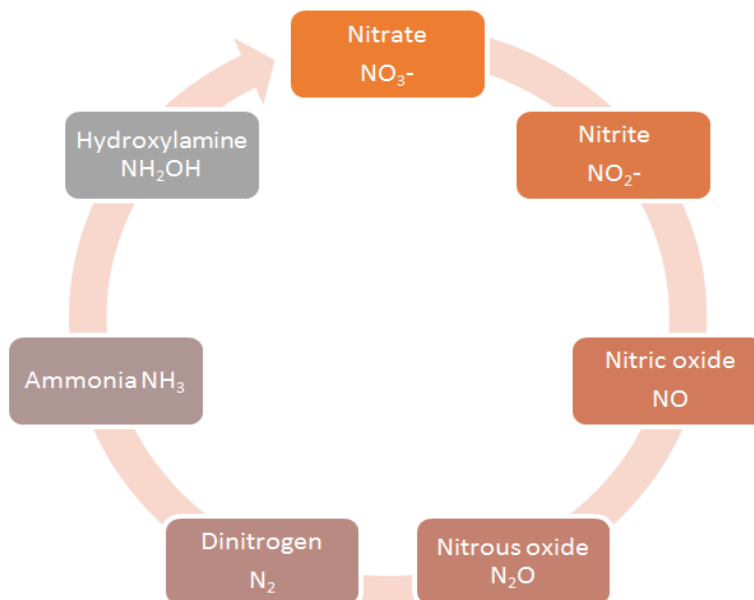 Nitrate
NO₃-
Nitrite
NO₂-
Nitric oxide
NO
Nitrous oxide
N₂O
Dinitrogen
N₂
Ammonia NH₃
Hydroxylamine
NH₂OH